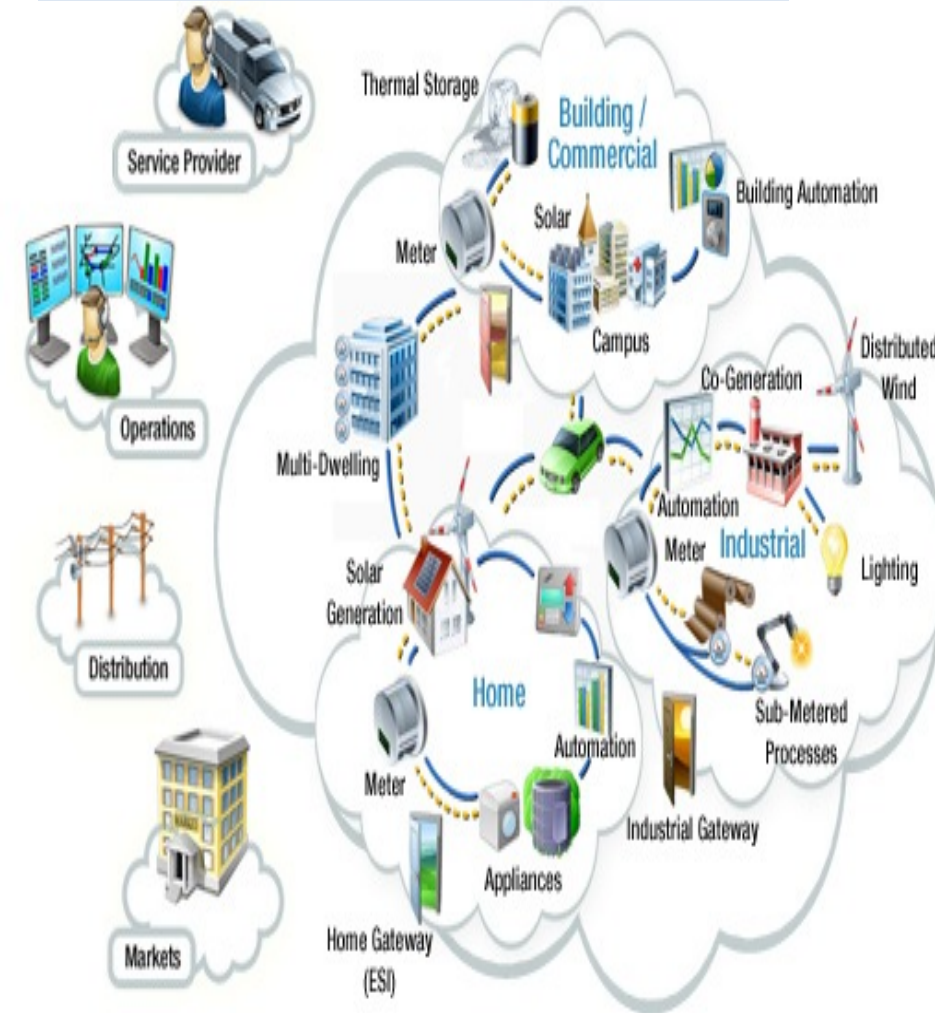 Service Provider
Operations
Distribution
Markets
Thermal Storage
Building /
Commercial
Building Automation
Solar
Meter
Campus
Multi-Dwelling
Distributed
Wind
Co-Generation
Automation
Meter
Industrial
Lighting
Sub-Metered
Processes
Industrial Gateway
Solar
Generation
Home
Automation
Meter
Appliances
Home Gateway
(ESI)